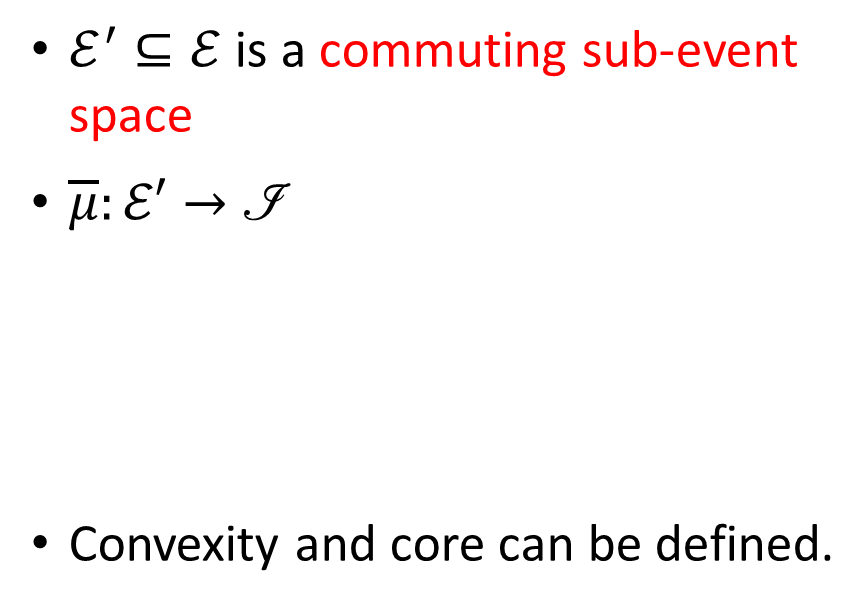 • ℰ′ ⊆ ℰ is a commuting sub-event
space
• μ̅: ℰ′ → ℐ
• Convexity and core can be defined.